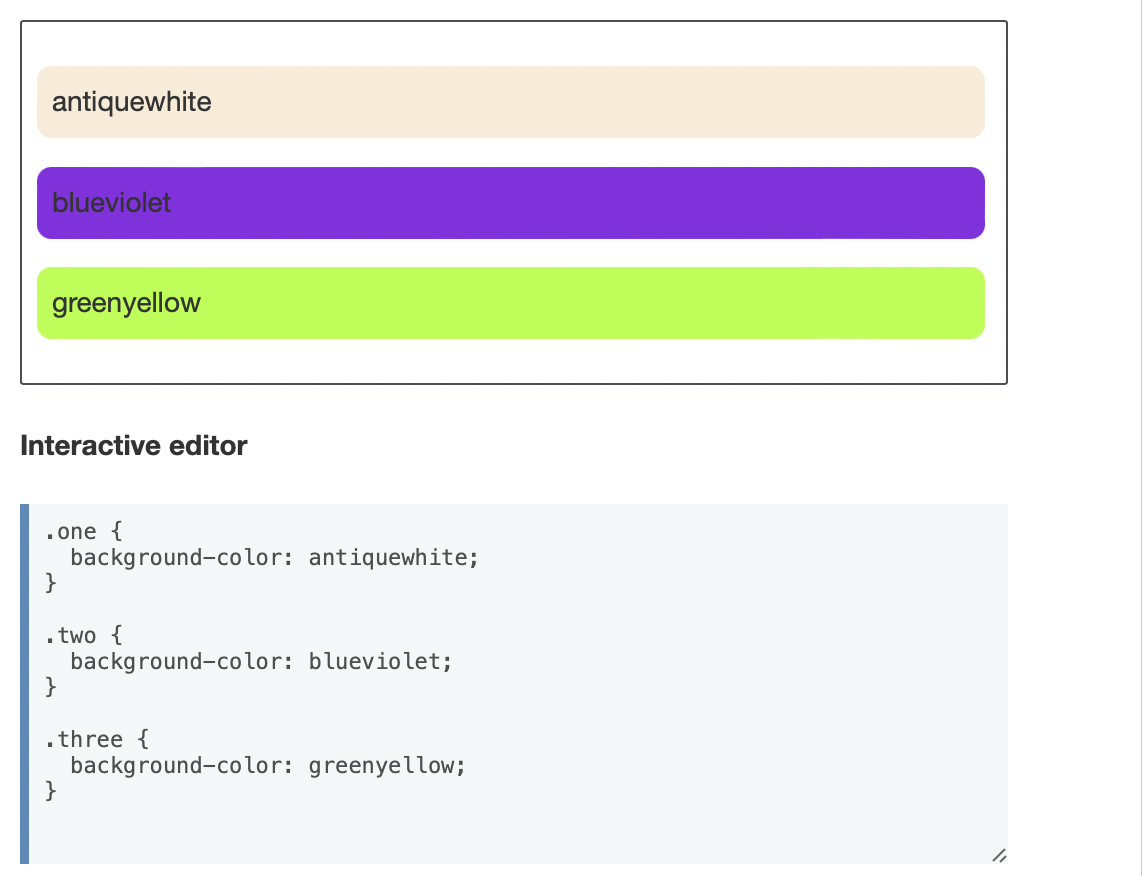 antiquewhite
blueviolet
greenyellow
Interactive editor
.one {
  background-color: antiquewhite;
}
.two {
  background-color: blueviolet;
}
.three {
  background-color: greenyellow;
}